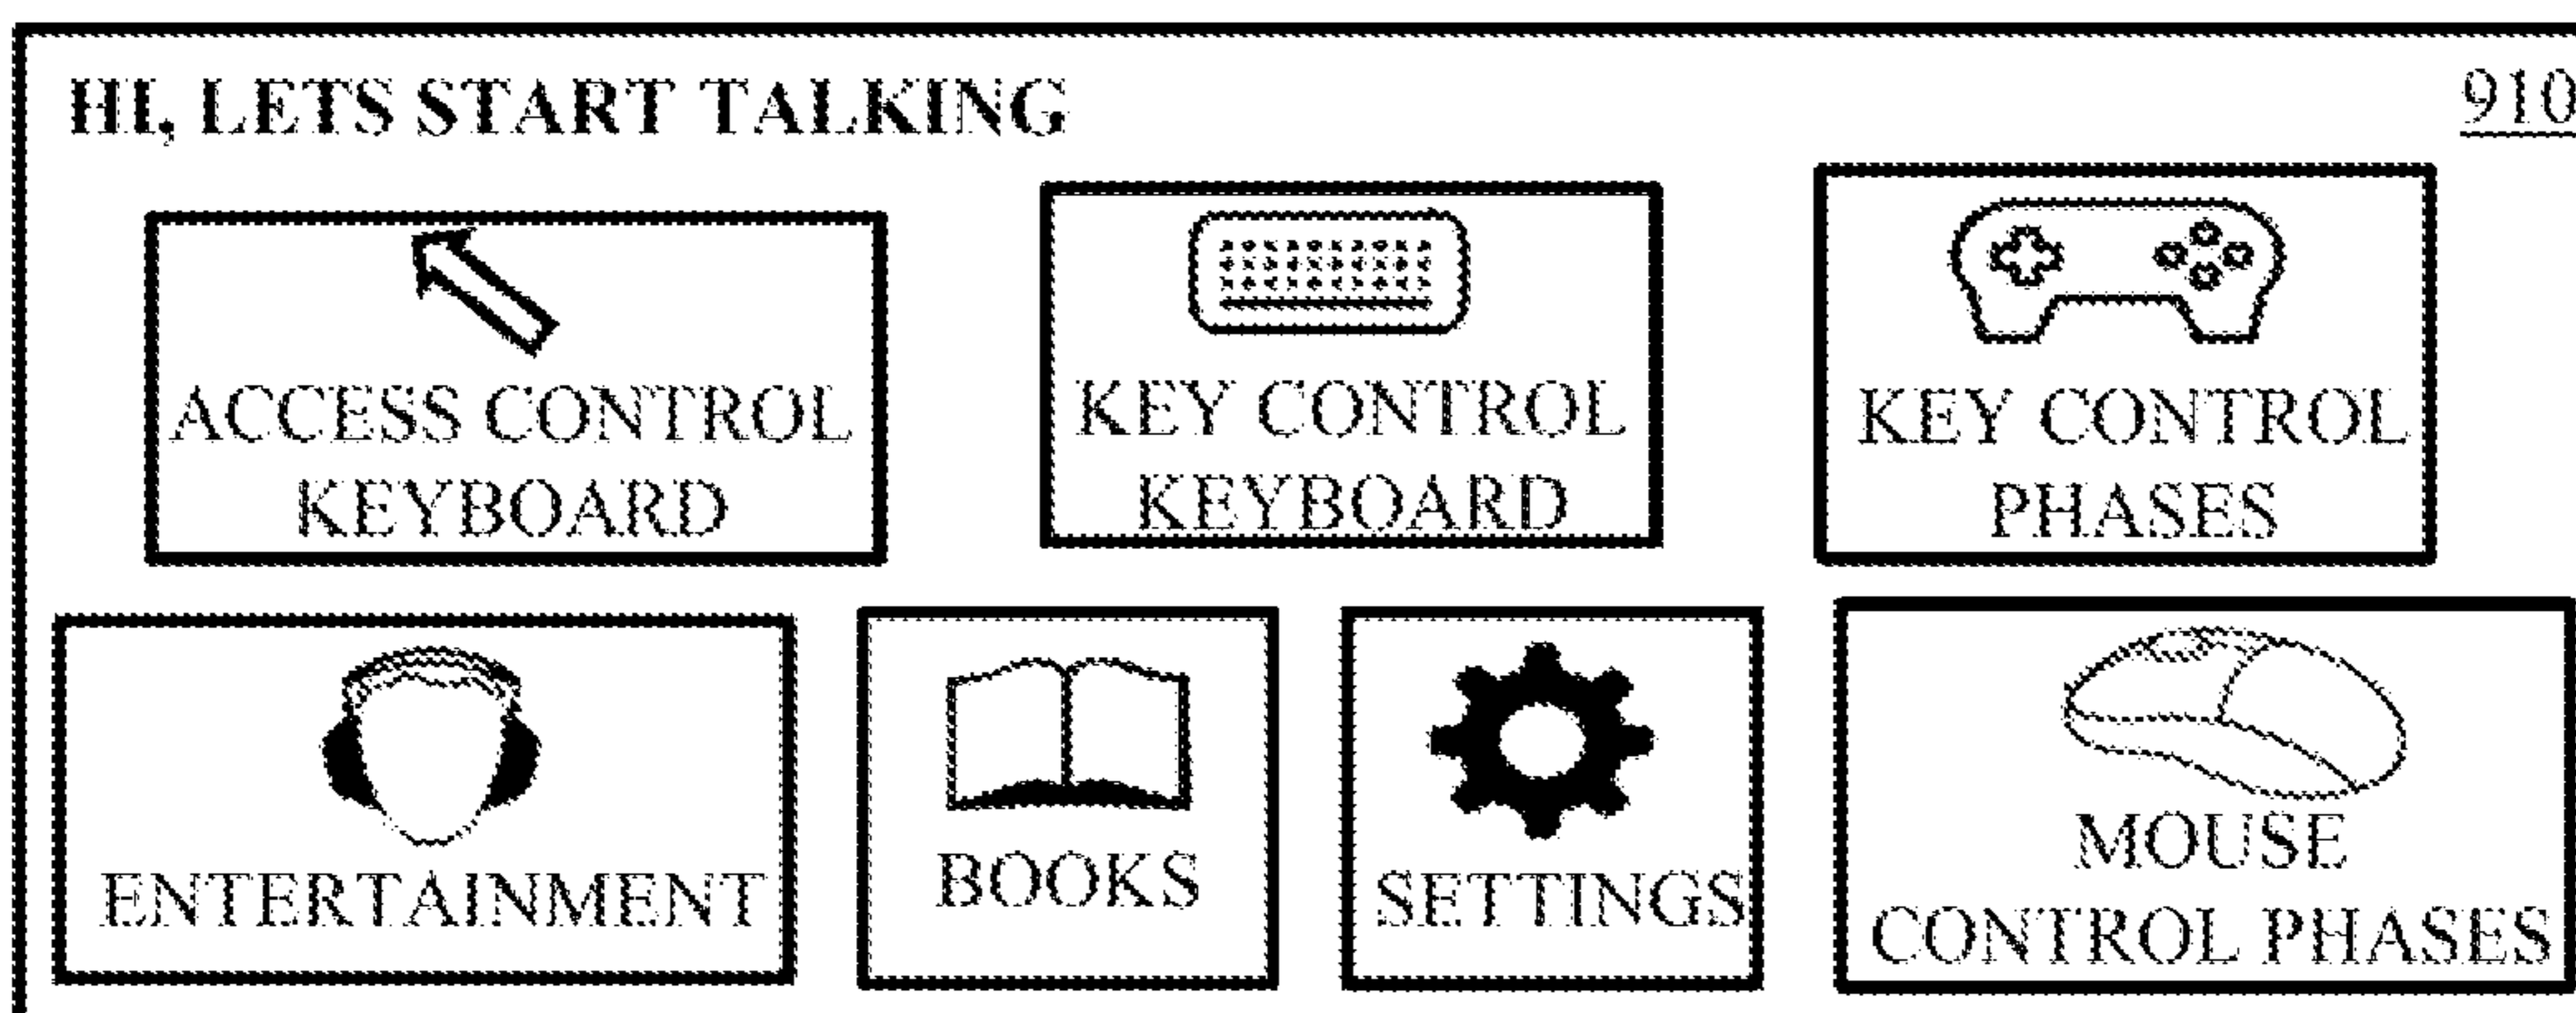 HI, LETS START TALKING
910
ACCESS CONTROL
KEYBOARD
KEY CONTROL
KEYBOARD
KEY CONTROL
PHASES
ENTERTAINMENT
BOOKS
SETTINGS
MOUSE
CONTROL PHASES